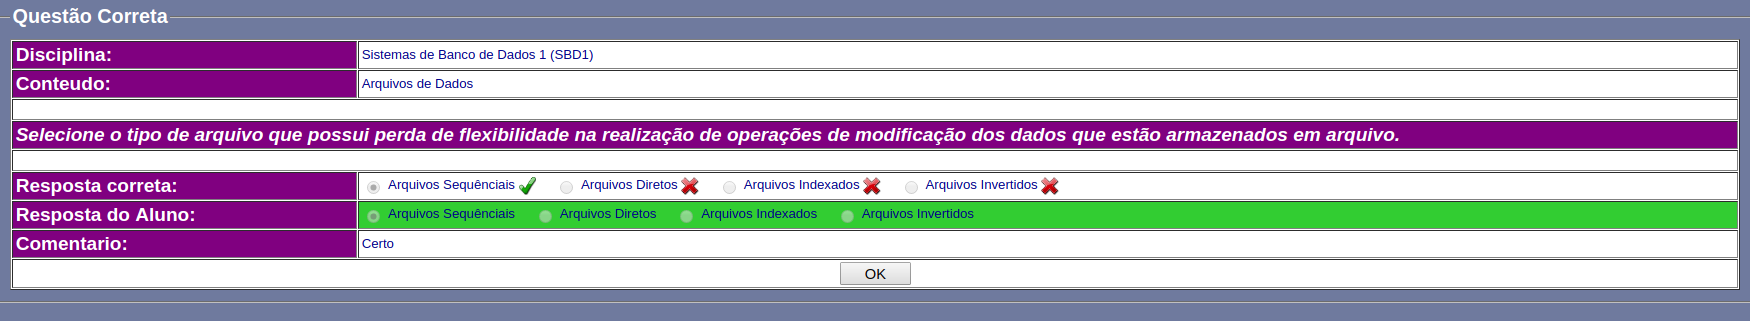 Questão Correta
Disciplina: Sistemas de Banco de Dados 1 (SBD1)
Conteudo: Arquivos de Dados
Selecione o tipo de arquivo que possui perda de flexibilidade na realização de operações de modificação dos dados que estão armazenados em arquivo.
Resposta correta: Arquivos Sequênciais Arquivos Diretos Arquivos Indexados Arquivos Invertidos
Resposta do Aluno: Arquivos Sequênciais Arquivos Diretos Arquivos Indexados Arquivos Invertidos
Comentario: Certo
OK